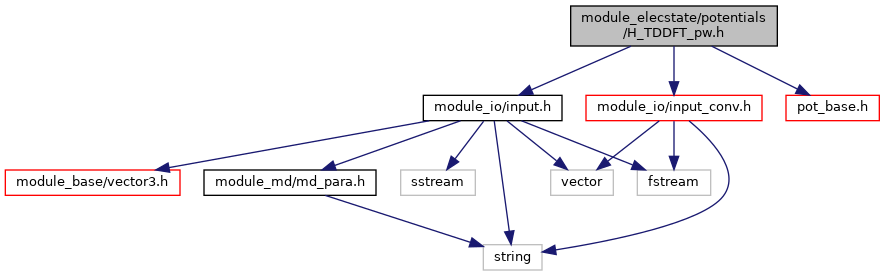 module_elecstate/potentials
/H_TDDFT_pw.h
module_io/input.h
module_io/input_conv.h
pot_base.h
module_base/vector3.h
module_md/md_para.h
sstream
vector
fstream
string